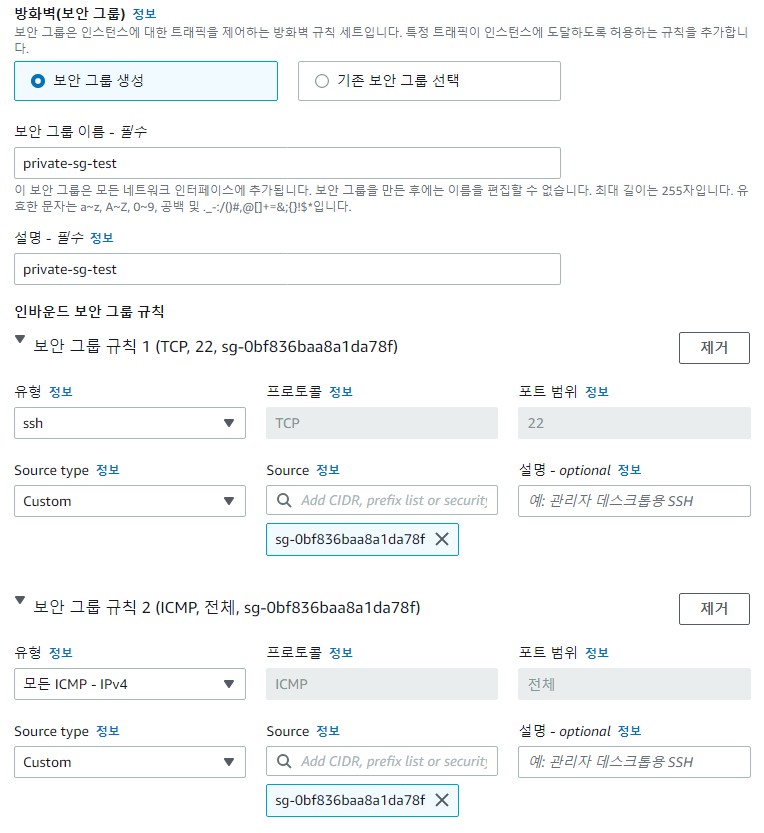 방화벽(보안 그룹) 정보
보안 그룹은 인스턴스에 대한 트래픽을 제어하는 방화벽 규칙 세트입니다. 특정 트래픽이 인스턴스에 도달하도록 허용하는 규칙을 추가합니
다.
보안 그룹 생성 기존 보안 그룹 선택
보안 그룹 이름 - 필수
private-sg-test
이 보안 그룹은 모든 네트워크 인터페이스에 추가됩니다. 보안 그룹을 만든 후에는 이름을 편집할 수 없습니다. 최대 길이는 255자입니다. 유
효한 문자는 a~z, A~Z, 0~9, 공백 및 ._-:/()#,@[]+=&;{}!$*입니다.
설명 - 필수 정보
private-sg-test
인바운드 보안 그룹 규칙
보안 그룹 규칙 1 (TCP, 22, sg-0bf836baa8a1da78f) 제거
유형 정보 프로토콜 정보 포트 범위 정보
ssh TCP 22
Source type 정보 Source 정보 설명 - optional 정보
Custom Add CIDR, prefix list or security 예: 관리자 데스크톱용 SSH
sg-0bf836baa8a1da78f
보안 그룹 규칙 2 (ICMP, 전체, sg-0bf836baa8a1da78f) 제거
유형 정보 프로토콜 정보 포트 범위 정보
모든 ICMP - IPv4 ICMP 전체
Source type 정보 Source 정보 설명 - optional 정보
Custom Add CIDR, prefix list or security 예: 관리자 데스크톱용 SSH
sg-0bf836baa8a1da78f